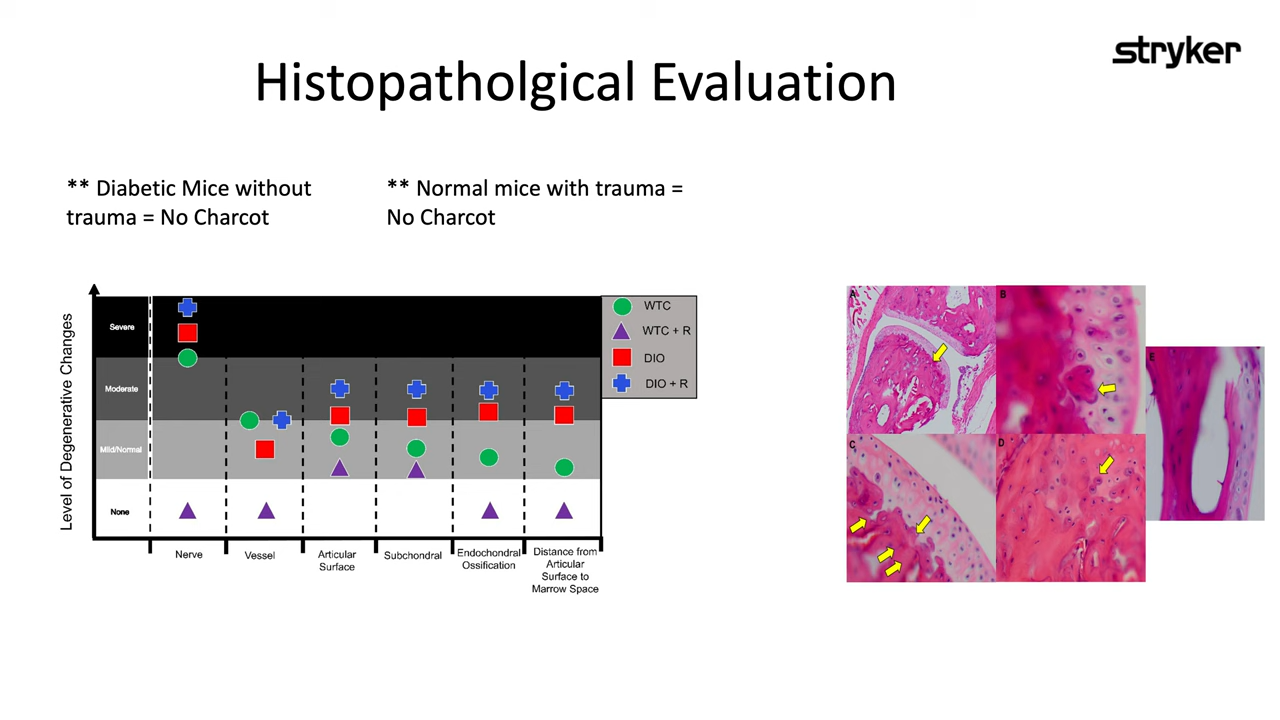 stryker
Histopatholgical Evaluation
** Diabetic Mice without
trauma = No Charcot
** Normal mice with trauma =
No Charcot
Level of Degenerative Changes
Severe
Moderate
Mild/Normal
None
Nerve
Vessel
Articular
Surface
Subchondral
Endochondral
Ossification
Distance from
Articular
Surface to
Marrow Space
WTC
WTC + R
DIO
DIO + R
A
B
C
D
E